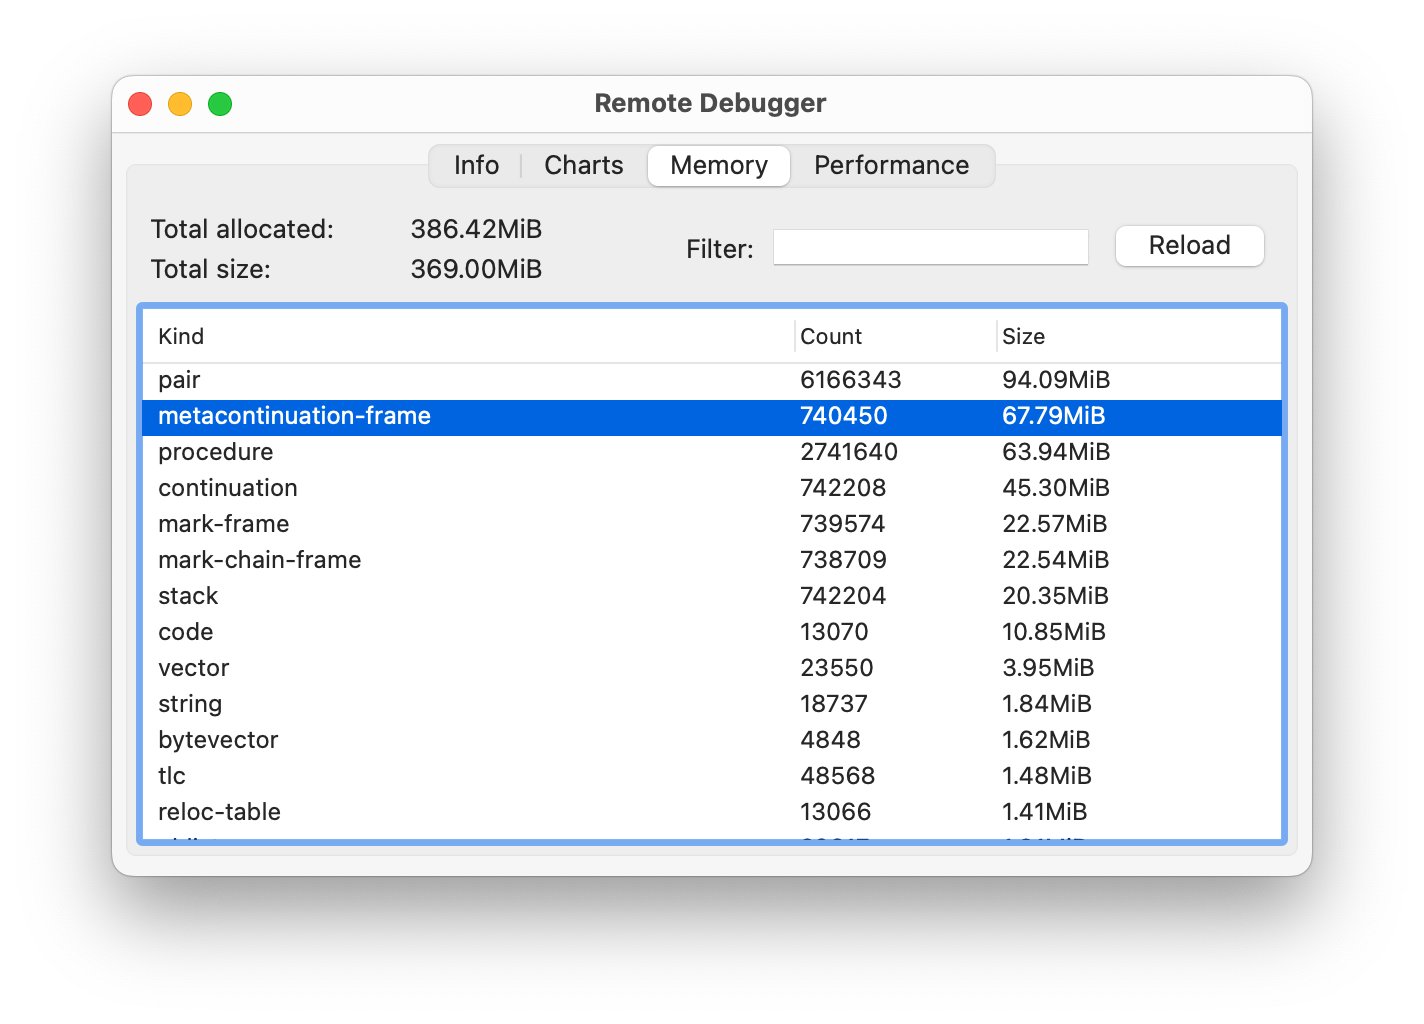 Remote Debugger
Info Charts Memory Performance
Total allocated: 386.42MiB
Total size: 369.00MiB
Filter: Reload
Kind Count Size
pair 6166343 94.09MiB
metacontinuation-frame 740450 67.79MiB
procedure 2741640 63.94MiB
continuation 742208 45.30MiB
mark-frame 739574 22.57MiB
mark-chain-frame 738709 22.54MiB
stack 742204 20.35MiB
code 13070 10.85MiB
vector 23550 3.95MiB
string 18737 1.84MiB
bytevector 4848 1.62MiB
tlc 48568 1.48MiB
reloc-table 13066 1.41MiB